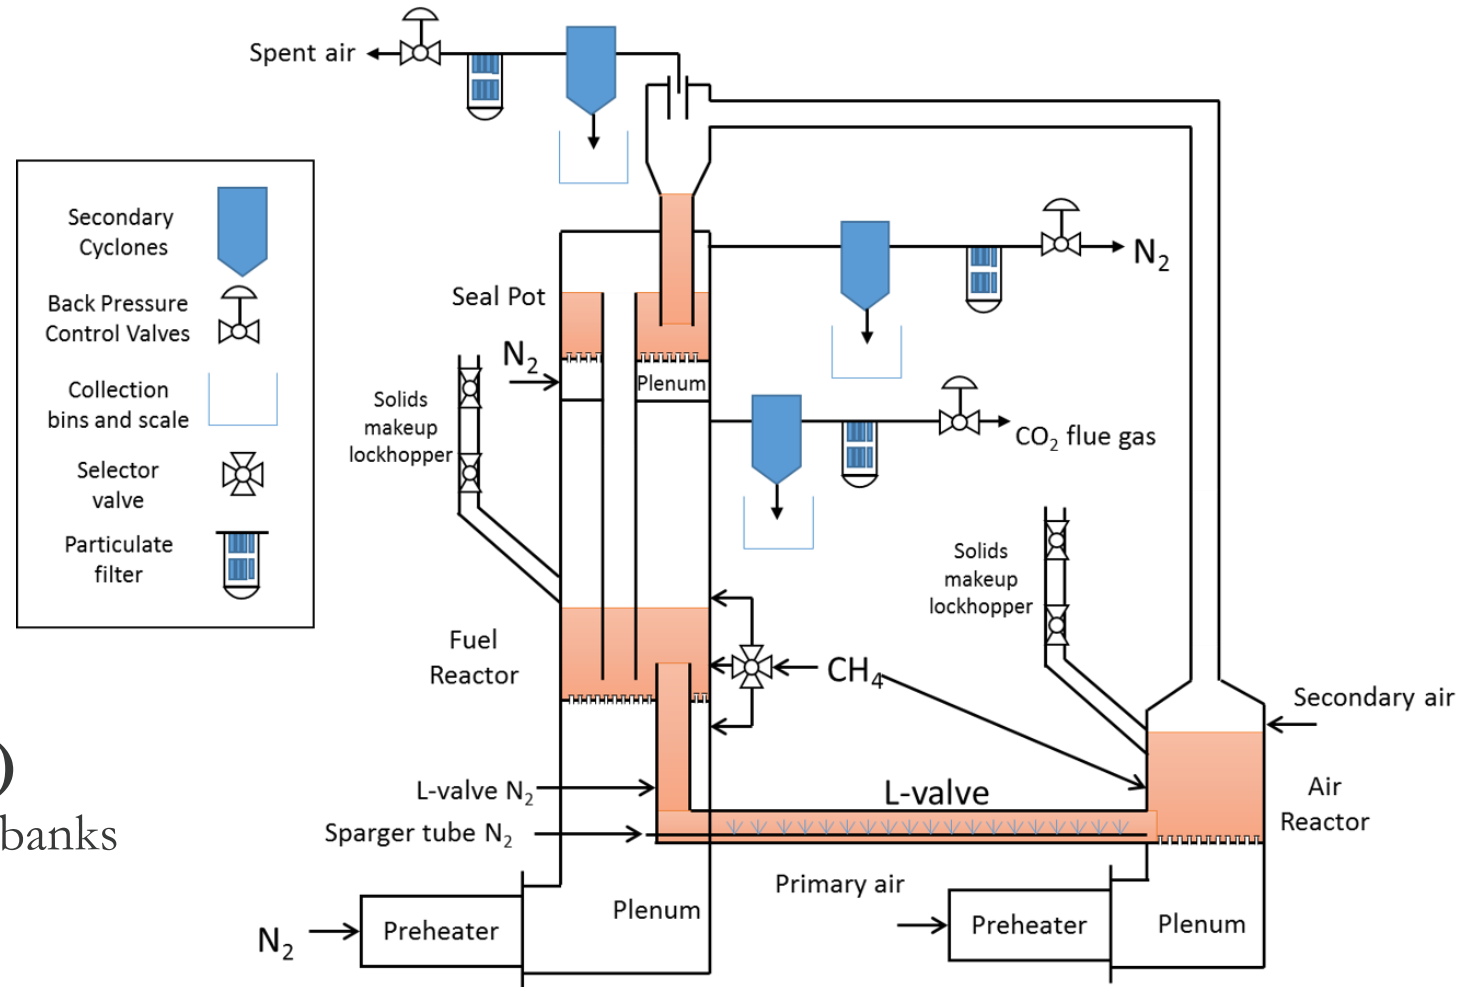 Spent air
Secondary
Cyclones
Back Pressure
Control Valves
Collection
bins and scale
Selector
valve
Particulate
filter
N₂
Seal Pot
N₂
Plenum
Solids
makeup
lockhopper
CO₂ flue gas
Solids
makeup
lockhopper
Fuel
Reactor
CH₄
Secondary air
L-valve N₂
L-valve
Air
Reactor
Sparger tube N₂
)
banks
Primary air
Plenum
N₂
Preheater
Preheater
Plenum